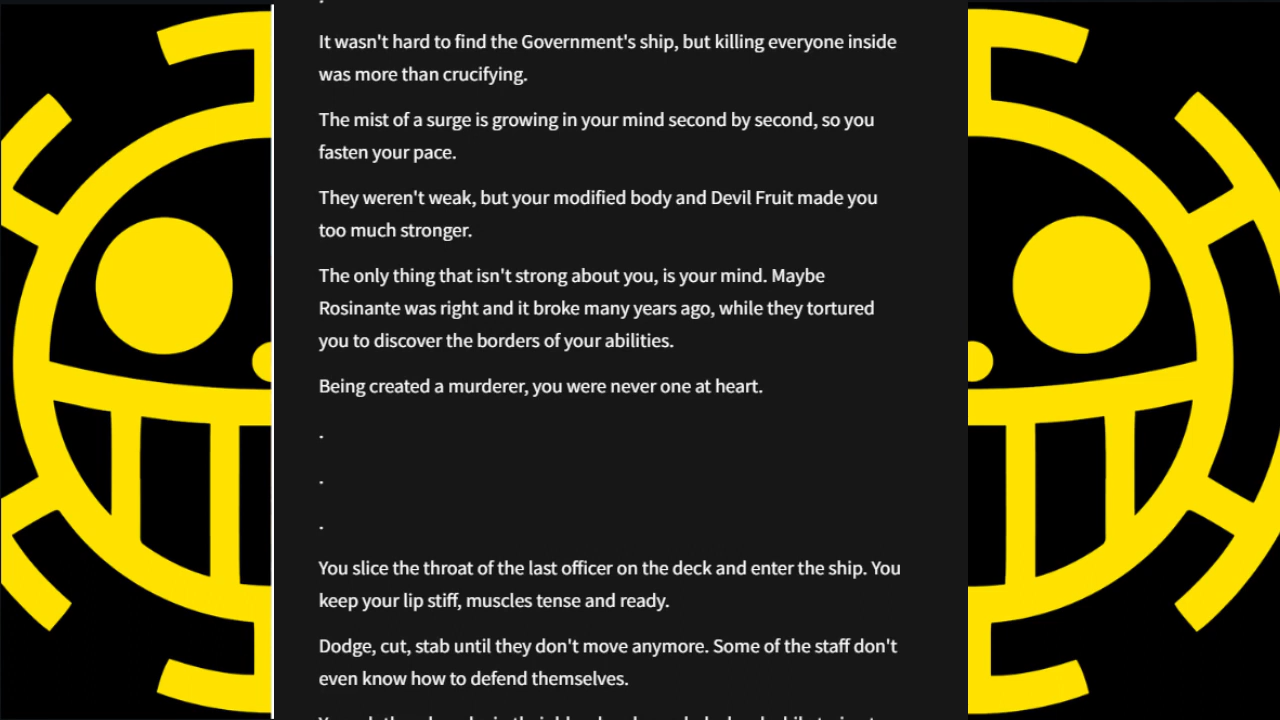 It wasn't hard to find the Government's ship, but killing everyone inside
was more than crucifying.
The mist of a surge is growing in your mind second by second, so you
fasten your pace.
They weren't weak, but your modified body and Devil Fruit made you
too much stronger.
The only thing that isn't strong about you, is your mind. Maybe
Rosinante was right and it broke many years ago, while they tortured
you to discover the borders of your abilities.
Being created a murderer, you were never one at heart.
.
.
.
You slice the throat of the last officer on the deck and enter the ship. You
keep your lip stiff, muscles tense and ready.
Dodge, cut, stab until they don't move anymore. Some of the staff don't
even know how to defend themselves.